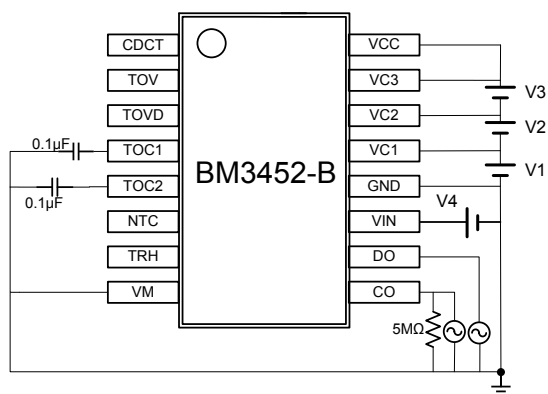 CDCT
TOV
TOVD
TOC1
TOC2
NTC
TRH
VM
0.1μF
0.1μF
BM3452-B
VCC
VC3
VC2
VC1
GND
VIN
DO
CO
V3
V2
V1
V4
5MΩ